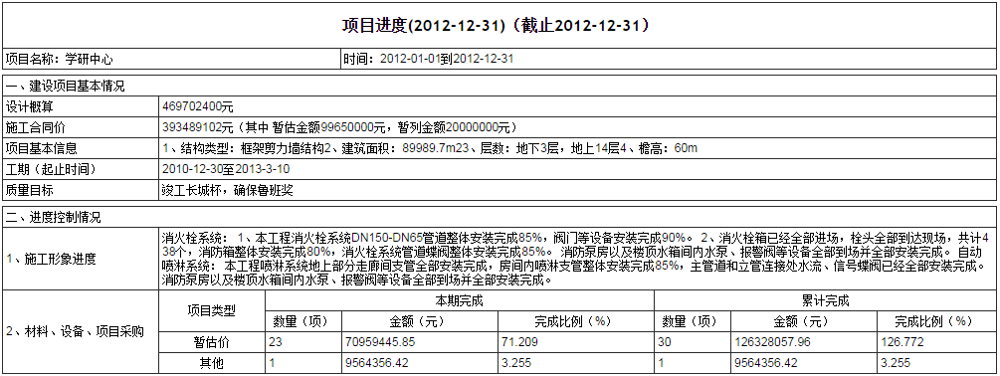 项目进度(2012-12-31)（截止2012-12-31）
项目名称：学研中心 时间：2012-01-01到2012-12-31
一、建设项目基本情况
设计概算 469702400元
施工合同价 393489102元（其中 暂估金额99650000元，暂列金额20000000元）
项目基本信息 1、结构类型：框架剪力墙结构2、建筑面积：89989.7m23、层数：地下3层，地上14层4、檐高：60m
工期（起止时间） 2010-12-30至2013-3-10
质量目标 竣工长城杯，确保鲁班奖
二、进度控制情况
1、施工形象进度
消火栓系统： 1、本工程消火栓系统DN150-DN65管道整体安装完成85%，阀门等设备安装完成90%。 2、消火栓箱已经全部进场，栓头全部到达现场，共计4
38个，消防箱整体安装完成80%，消火栓系统管道蝶阀安装完成85%。 消防泵房以及楼顶水箱间内水泵、报警阀等设备全部到场并全部安装完成。 自动
喷淋系统： 本工程喷淋系统地上部分走廊间支管全部安装完成，房间内喷淋支管整体安装完成85%，主管道和立管连接处水流、信号蝶阀已经全部安装完成。
消防泵房以及楼顶水箱间内水泵、报警阀等设备全部到场并全部安装完成。
2、材料、设备、项目采购
项目类型 本期完成 累计完成
数量（项） 金额（元） 完成比例（%） 数量（项） 金额（元） 完成比例（%）
暂估价 23 70959445.85 71.209 30 126328057.96 126.772
其他 1 9564356.42 3.255 1 9564356.42 3.255